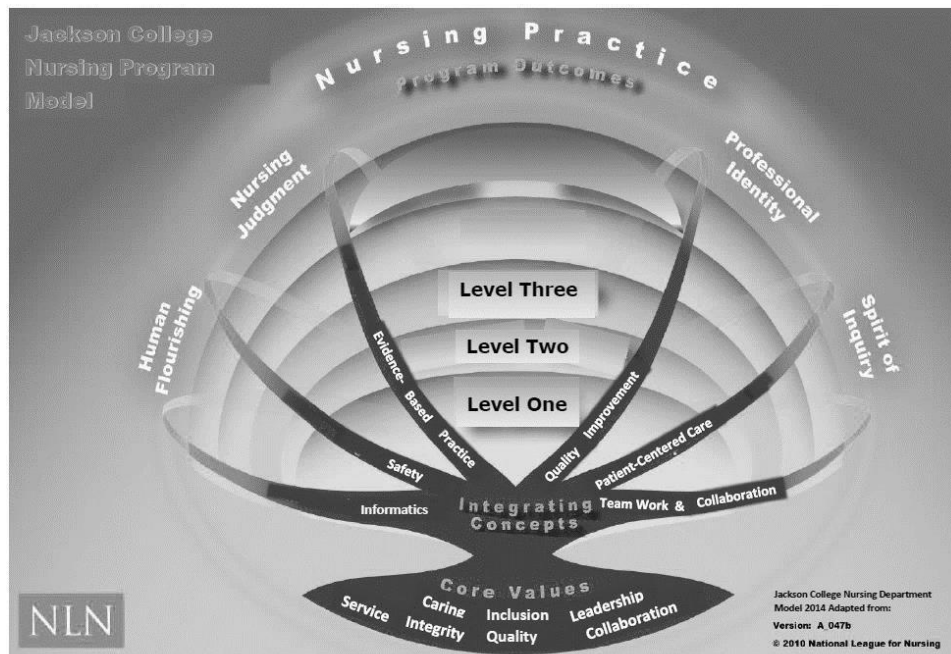 Jackson College
Nursing Program
Model
Nursing Practice
Program Outcomes
Nursing
Judgment
Professional
Identity
Human
Flourishing
Spirit of
Inquiry
Level Three
Level Two
Level One
Evidence-
Based
Practice
Quality Improvement
Safety
Patient-Centered Care
Informatics
Team Work & Collaboration
Integrating
Concepts
Core Values
Service
Caring
Integrity
Inclusion
Quality
Leadership
Collaboration
NLN
Jackson College Nursing Department
Model 2014 Adapted from:
Version: A_047b
© 2010 National League for Nursing